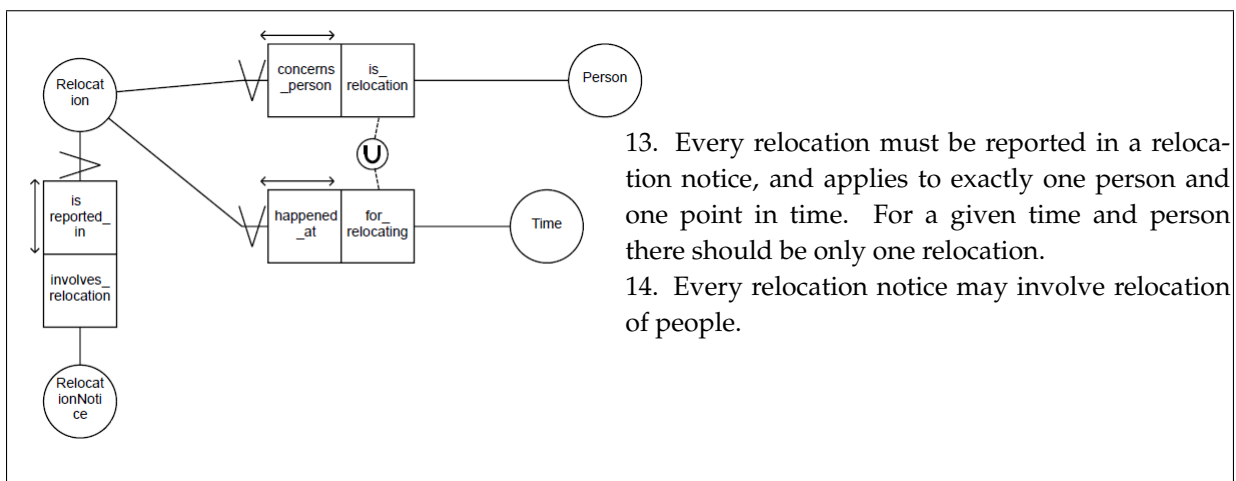 Relocat
ion
concerns
_person
is_
relocation
Person
U
is
reported_
in
involves_
relocation
happened
_at
for_
relocating
Time
Relocat
ionNoti
ce
13. Every relocation must be reported in a reloca-
tion notice, and applies to exactly one person and
one point in time. For a given time and person
there should be only one relocation.
14. Every relocation notice may involve relocation
of people.